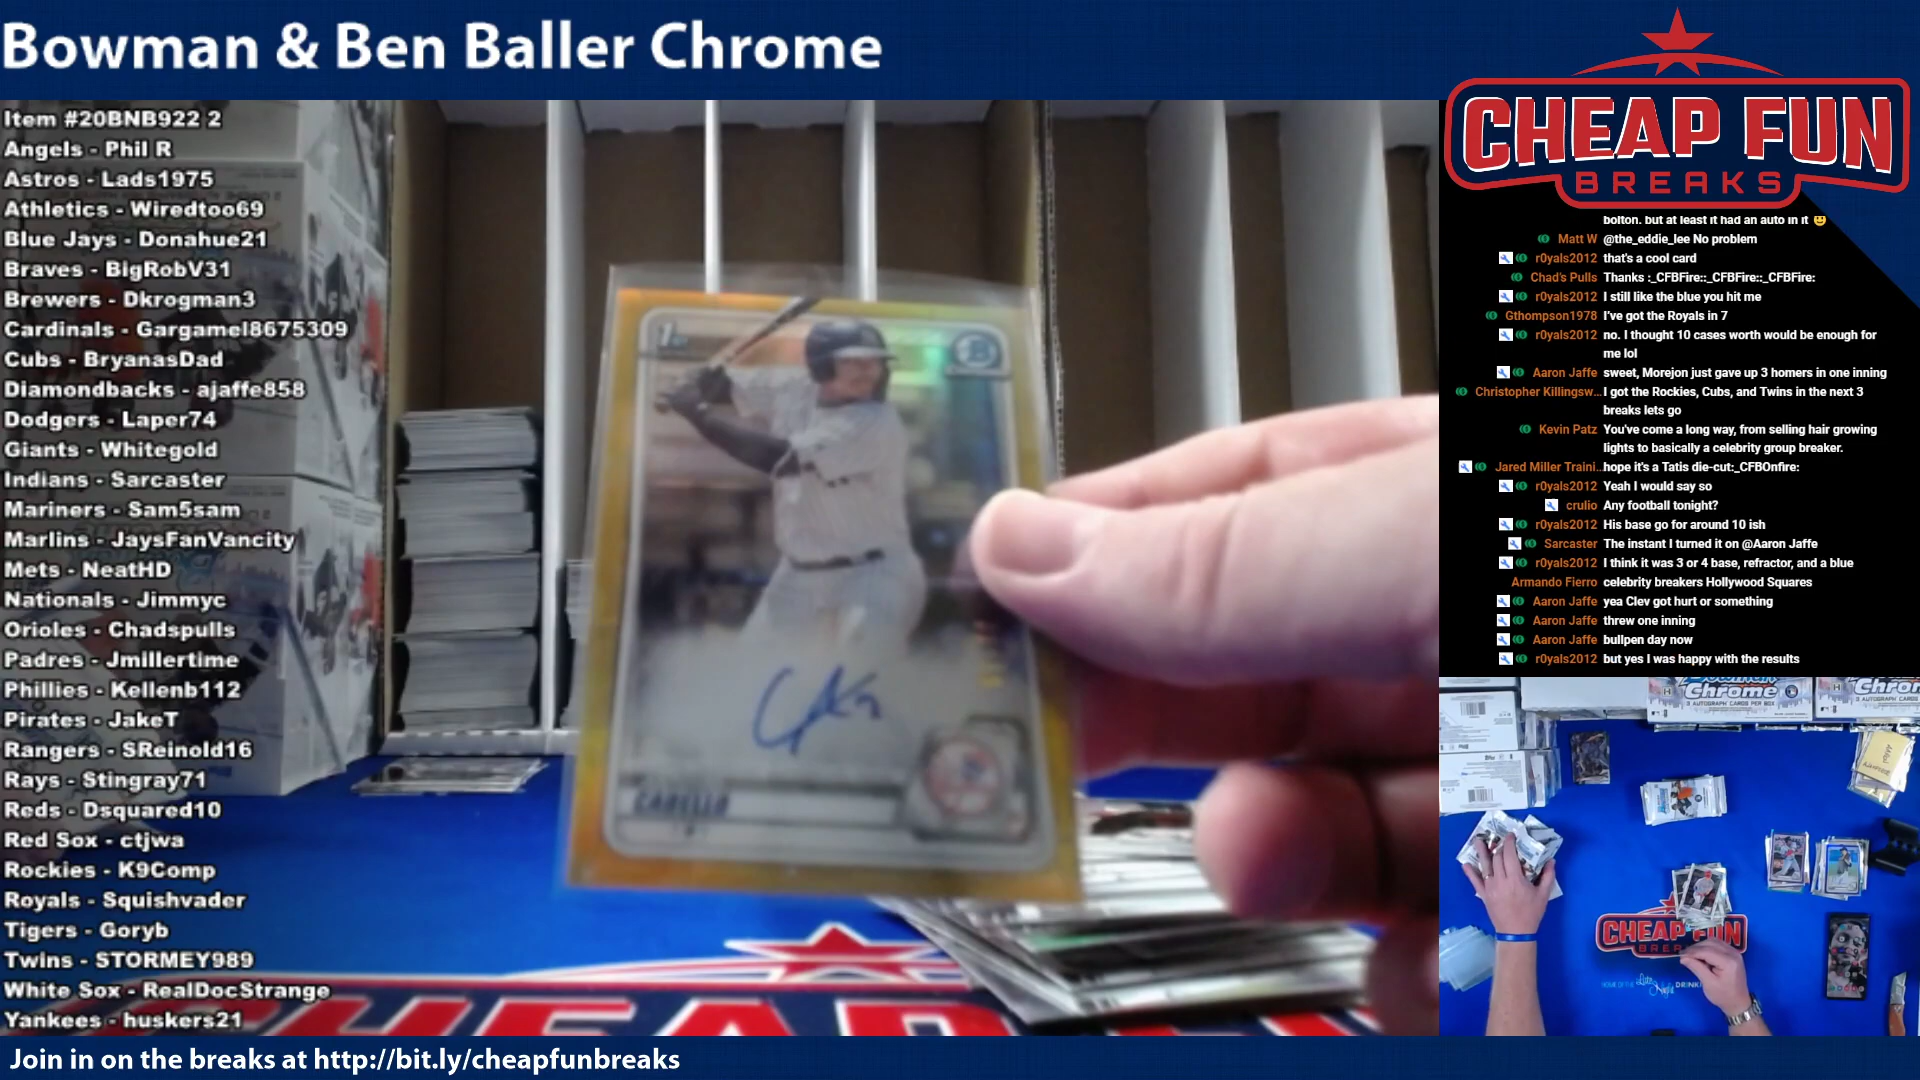 Bowman & Ben Baller Chrome
Item #20BNB922 2
Angels - Phil R
Astros - Lads1975
Athletics - Wiredtoo69
Blue Jays - Donahue21
Braves - BigRobV31
Brewers - Dkrogman3
Cardinals - Gargamel8675309
Cubs - BryanasDad
Diamondbacks - ajaffe858
Dodgers - Laper74
Giants - Whitegold
Indians - Sarcaster
Mariners - Sam5sam
Marlins - JaysFanVancity
Mets - NeatHD
Nationals - Jimmyc
Orioles - Chadspulls
Padres - Jmillertime
Phillies - Kellenb112
Pirates - JakeT
Rangers - SReinold16
Rays - Stingray71
Reds - Dsquared10
Red Sox - ctjwa
Rockies - K9Comp
Royals - Squishvader
Tigers - Goryb
Twins - STORMEY989
White Sox - RealDocStrange
Yankees - huskers21
Join in on the breaks at http://bit.ly/cheapfunbreaks
1st
CHEAP FUN
BREAKS
bolton. but at least it had an auto in it
Matt W @the_eddie_lee No problem
r0yals2012 that's a cool card
Chad's Pulls Thanks :_CFBFire::_CFBFire::_CFBFire:
r0yals2012 I still like the blue you hit me
Gthompson1978 I've got the Royals in 7
r0yals2012 no. I thought 10 cases worth would be enough for
me lol
Aaron Jaffe sweet, Morejon just gave up 3 homers in one inning
Christopher Killingsw... I got the Rockies, Cubs, and Twins in the next 3
breaks lets go
Kevin Patz You've come a long way, from selling hair growing
lights to basically a celebrity group breaker.
Jared Miller Traini... hope it's a Tatis die-cut:_CFBOnfire:
r0yals2012 Yeah I would say so
crulio Any football tonight?
r0yals2012 His base go for around 10 ish
Sarcaster The instant I turned it on @Aaron Jaffe
r0yals2012 I think it was 3 or 4 base, refractor, and a blue
Armando Fierro celebrity breakers Hollywood Squares
Aaron Jaffe yea Clev got hurt or something
Aaron Jaffe threw one inning
Aaron Jaffe bullpen day now
r0yals2012 but yes I was happy with the results
Bowman
Chrome
3 AUTOGRAPH CARDS PER BOX
CHEAP FUN
BREAKS